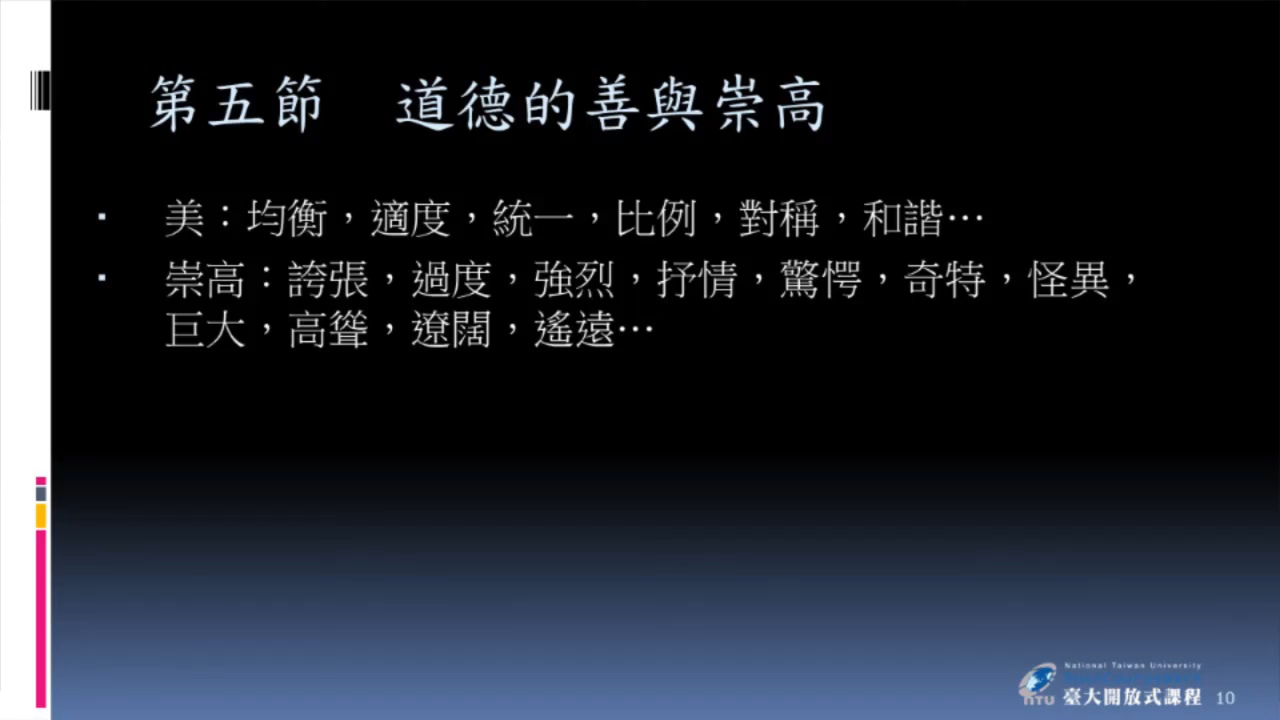 第五節　道德的善與崇高
▪ 美：均衡，適度，統一，比例，對稱，和諧…
▪ 崇高：誇張，過度，強烈，抒情，驚愕，奇特，怪異，
巨大，高聳，遼闊，遙遠…
National Taiwan University
NTU 臺大開放式課程 10